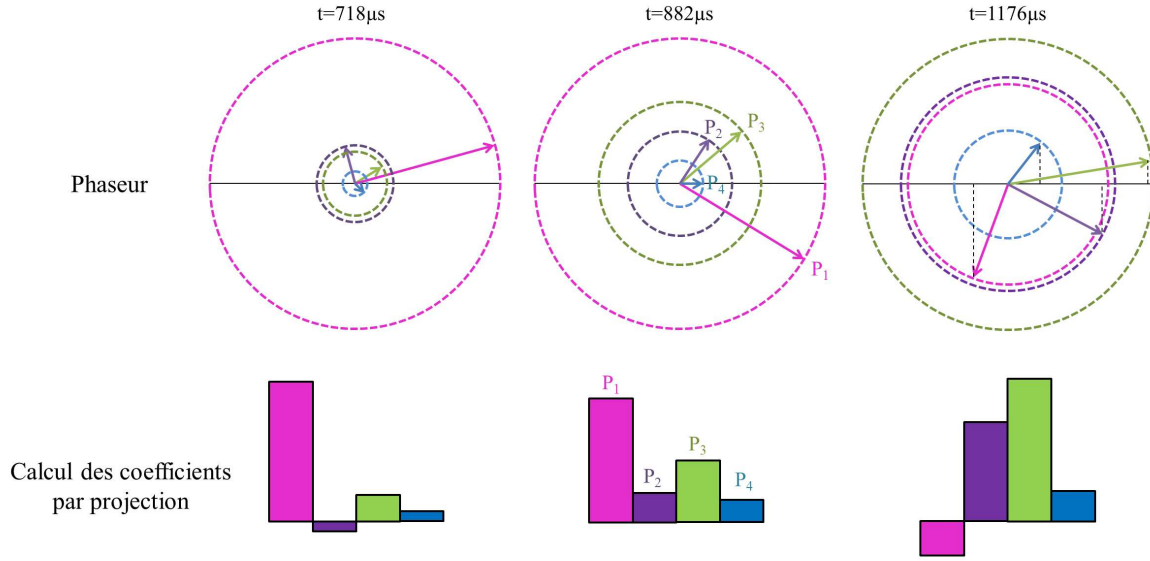 t=718μs
t=882μs
t=1176μs
P₂
P₃
Phaseur
P₄
P₁
P₁
P₃
Calcul des coefficients
par projection
P₂
P₄